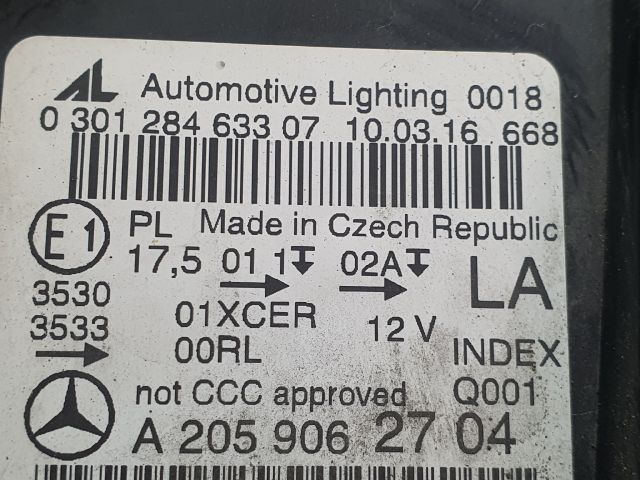 AL Automotive Lighting 0018
0 301 284 633 07 10.03.16 668
E1 PL Made in Czech Republic
17,5 01 1 02A LA
3530
3533 01XCER 12 V
00RL INDEX
not CCC approved Q001
A 205 906 27 04